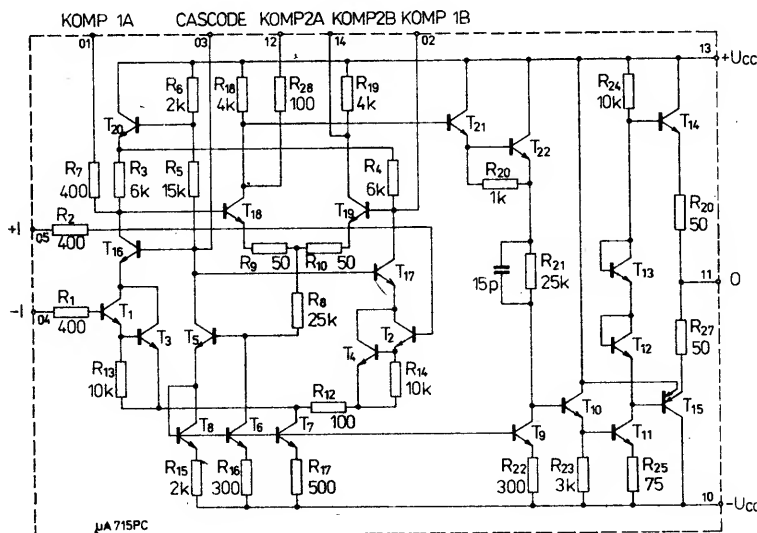 KOMP 1A CASCODE KOMP2A KOMP2B KOMP 1B
01 03 12 14 02
13 +Ucc
R6 2k
R18 4k
R28 100
R19 4k
R24 10k
T20
T21
T14
T22
R7 400
R3 6k
R5 15k
R4 6k
R20 1k
R2 400
+I 05
T18
T19
R20 50
T16
R9 50
R10 50
T17
T13
11 O
15p
R21 25k
-I 04
R1 400
T1
T3
T5
R8 25k
T4
T2
T12
R27 50
R13 10k
R12 100
R14 10k
T10
T15
T8
T6
T7
T9
T11
R15 2k
R16 300
R17 500
R22 300
R23 3k
R25 75
10 -Ucc
µA 715PC